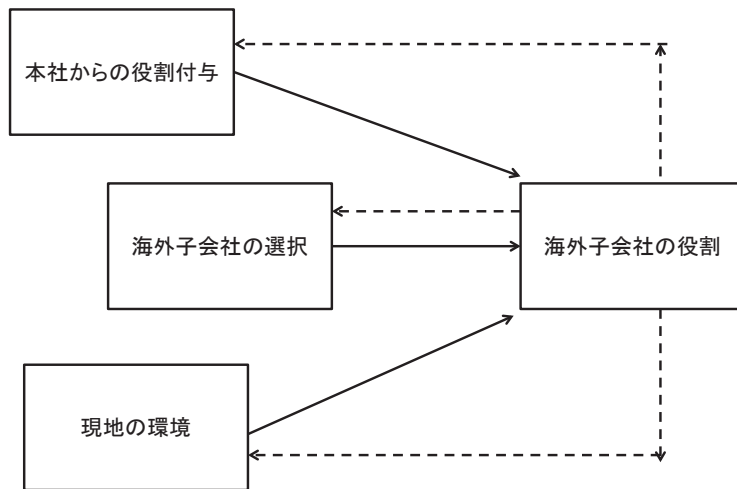 本社からの役割付与
海外子会社の選択
海外子会社の役割
現地の環境